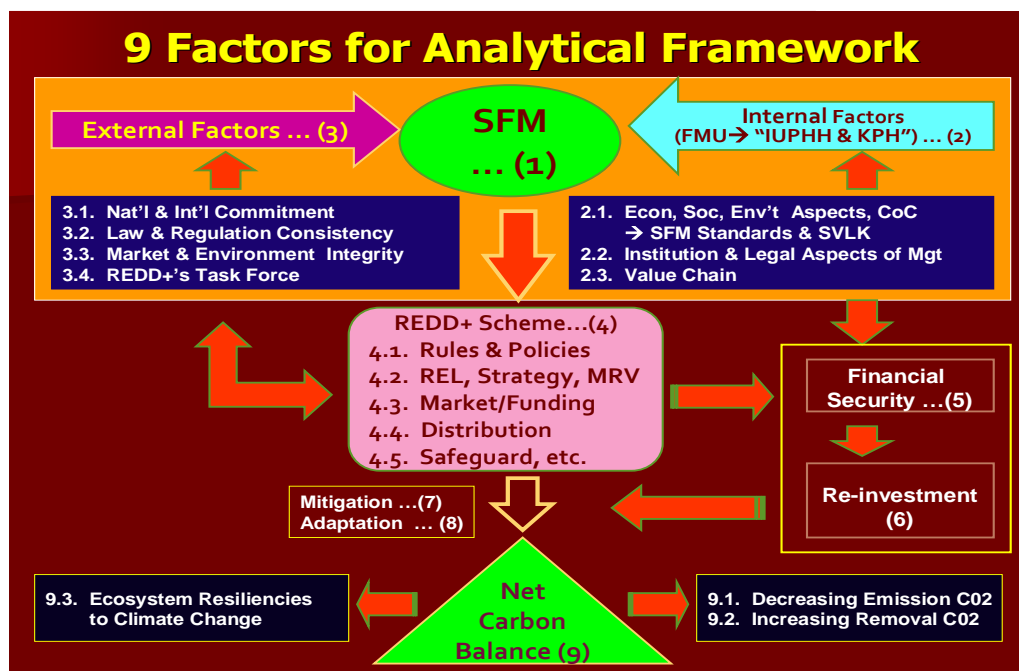 9 Factors for Analytical Framework
External Factors ... (3)
SFM
... (1)
Internal Factors
(FMU→ “IUPHH & KPH”) ... (2)
3.1. Nat'l & Int'l Commitment
3.2. Law & Regulation Consistency
3.3. Market & Environment Integrity
3.4. REDD+'s Task Force
2.1. Econ, Soc, Env't Aspects, CoC
→ SFM Standards & SVLK
2.2. Institution & Legal Aspects of Mgt
2.3. Value Chain
REDD+ Scheme...(4)
4.1. Rules & Policies
4.2. REL, Strategy, MRV
4.3. Market/Funding
4.4. Distribution
4.5. Safeguard, etc.
Financial
Security ...(5)
Re-investment
(6)
Mitigation ...(7)
Adaptation ... (8)
Net
Carbon
Balance (9)
9.3. Ecosystem Resiliencies
to Climate Change
9.1. Decreasing Emission C02
9.2. Increasing Removal C02